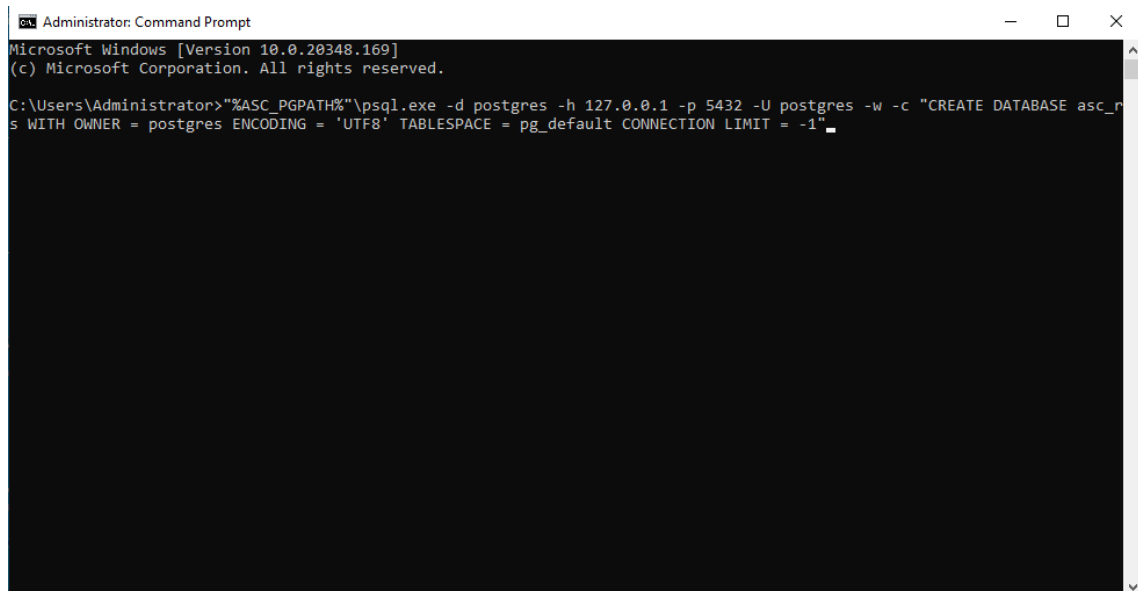 Administrator: Command Prompt
Microsoft Windows [Version 10.0.20348.169]
(c) Microsoft Corporation. All rights reserved.
C:\Users\Administrator>"%ASC_PGPATH%"\psql.exe -d postgres -h 127.0.0.1 -p 5432 -U postgres -w -c "CREATE DATABASE asc_r
s WITH OWNER = postgres ENCODING = 'UTF8' TABLESPACE = pg_default CONNECTION LIMIT = -1"